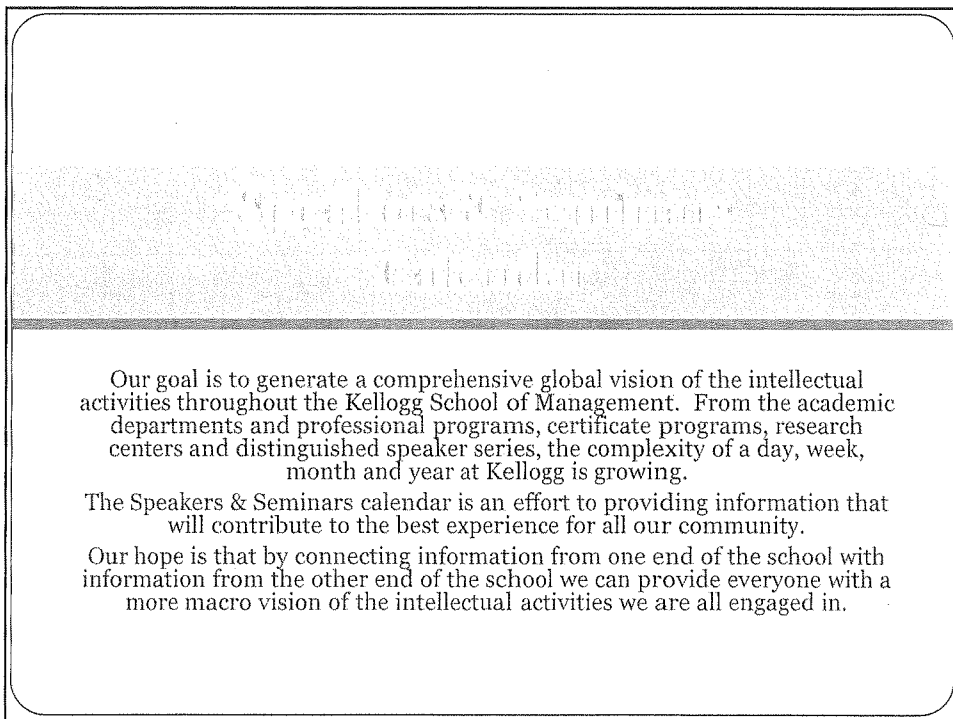 Speakers & Seminars
Calendar
Our goal is to generate a comprehensive global vision of the intellectual
activities throughout the Kellogg School of Management. From the academic
departments and professional programs, certificate programs, research
centers and distinguished speaker series, the complexity of a day, week,
month and year at Kellogg is growing.
The Speakers & Seminars calendar is an effort to providing information that
will contribute to the best experience for all our community.
Our hope is that by connecting information from one end of the school with
information from the other end of the school we can provide everyone with a
more macro vision of the intellectual activities we are all engaged in.